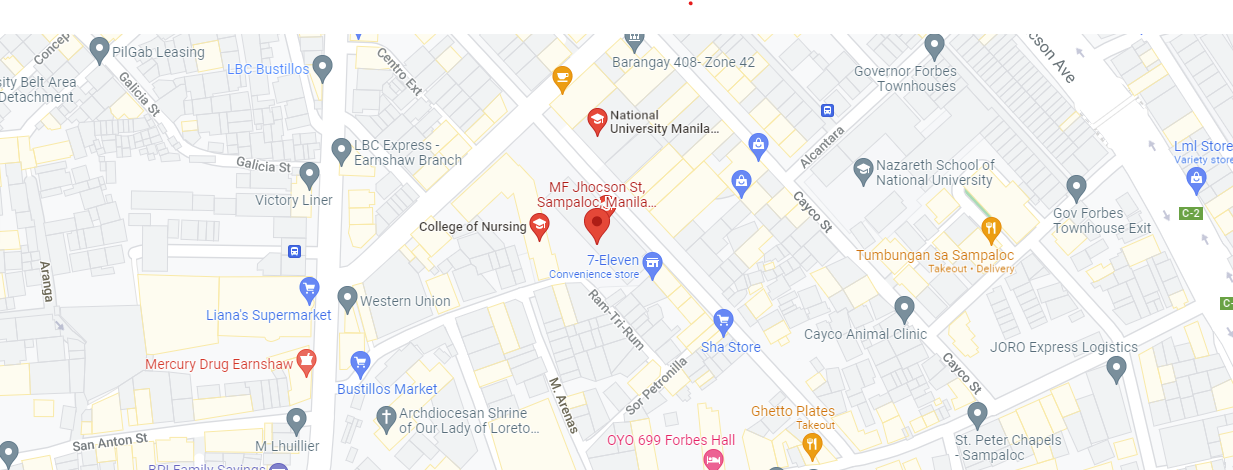 Concep
PilGab Leasing
LBC Bustillos
Centro Ext
Barangay 408- Zone 42
Governor Forbes
Townhouses
cson Ave
sity Belt Area
Detachment
Galicia St
National
University Manila...
Alcantara
LBC Express -
Earnshaw Branch
Galicia St
Victory Liner
Lml Store
Variety store
Nazareth School of
National University
MF Jhocson St,
Sampaloc, Manila...
College of Nursing
Cayco St
Gov Forbes
Townhouse Exit
C-2
7-Eleven
Convenience store
Tumbungan sa Sampaloc
Takeout • Delivery
Aranga
Liana's Supermarket
Western Union
Ram-Tri-Rum
C-
Sha Store
Cayco Animal Clinic
JORO Express Logistics
Mercury Drug Earnshaw
Bustillos Market
Cayco St
Sor Petronilla
M. Arenas
Archdiocesan Shrine
of Our Lady of Loreto...
Ghetto Plates
Takeout
San Anton St
M Lhuillier
OYO 699 Forbes Hall
St. Peter Chapels
- Sampaloc
BPI Family Savings